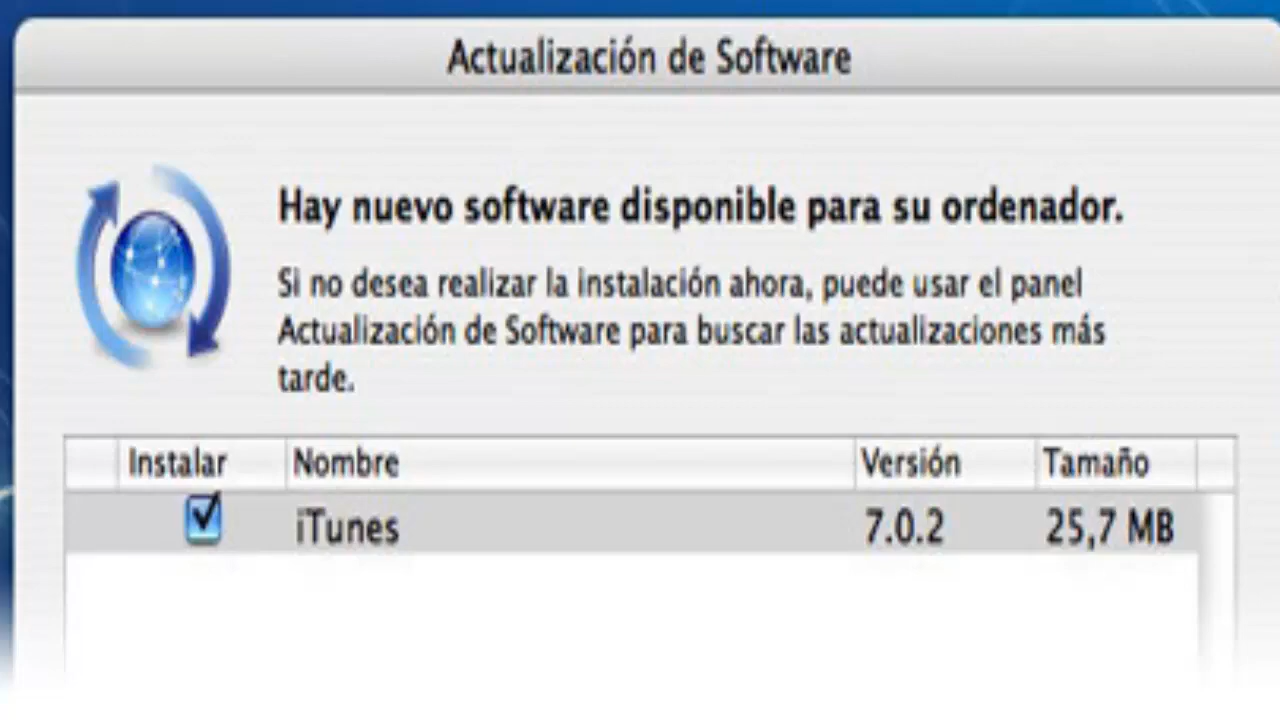 Actualización de Software
Hay nuevo software disponible para su ordenador.
Si no desea realizar la instalación ahora, puede usar el panel
Actualización de Software para buscar las actualizaciones más
tarde.
Instalar Nombre Versión Tamaño
iTunes 7.0.2 25,7 MB